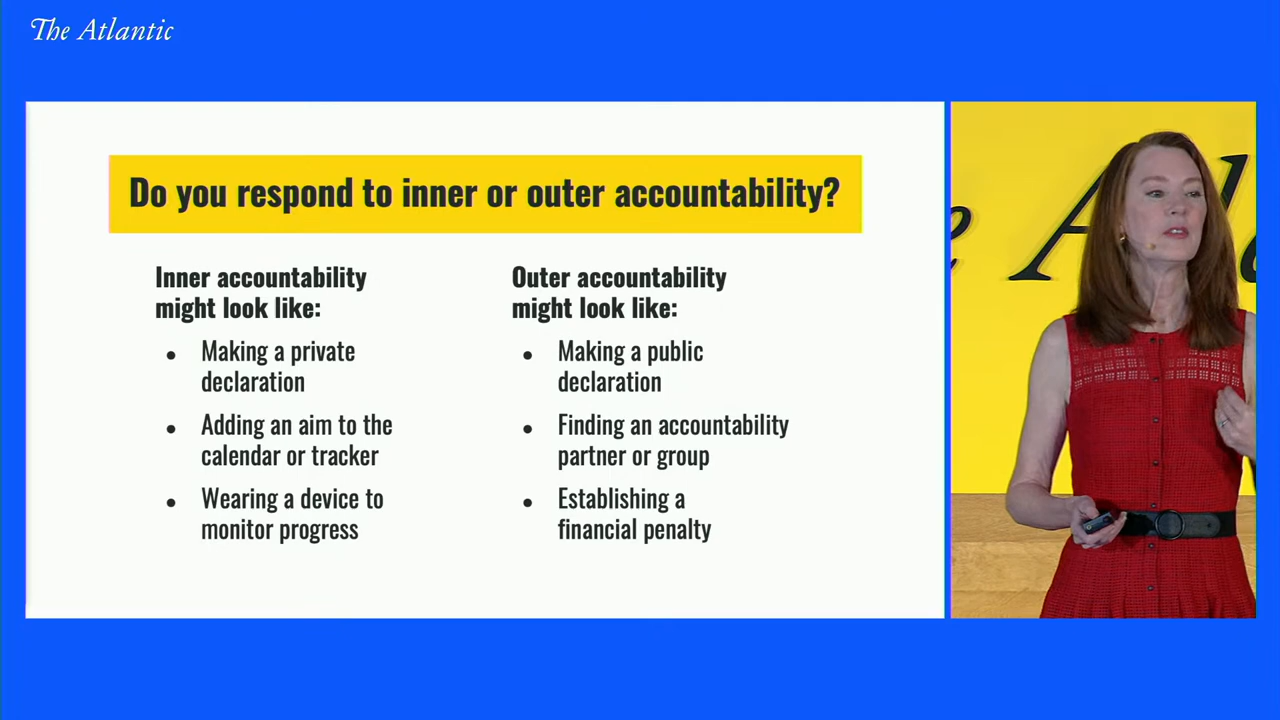 The Atlantic
Do you respond to inner or outer accountability?
Inner accountability
might look like:
• Making a private
declaration
• Adding an aim to the
calendar or tracker
• Wearing a device to
monitor progress
Outer accountability
might look like:
• Making a public
declaration
• Finding an accountability
partner or group
• Establishing a
financial penalty